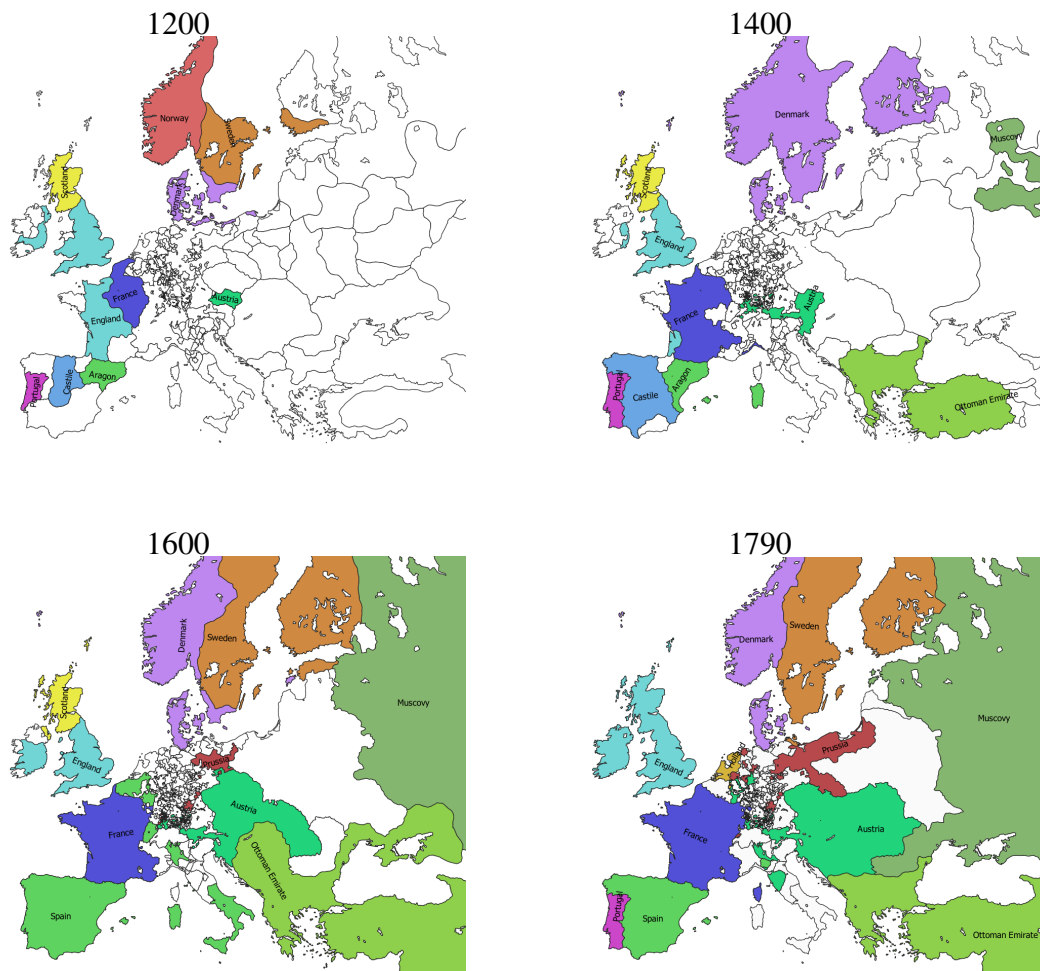 1200
Norway
Sweden
Scotland
Denmark
England
France
England
Austria
Portugal
Castile
Aragon
1400
Denmark
Muscovy
Scotland
England
Austria
France
Portugal
Castile
Aragon
Ottoman Emirate
1600
Denmark
Sweden
Scotland
Muscovy
England
Prussia
Austria
France
Ottoman Emirate
Spain
1790
Denmark
Sweden
Muscovy
England
Prussia
France
Austria
Portugal
Spain
Ottoman Emirate